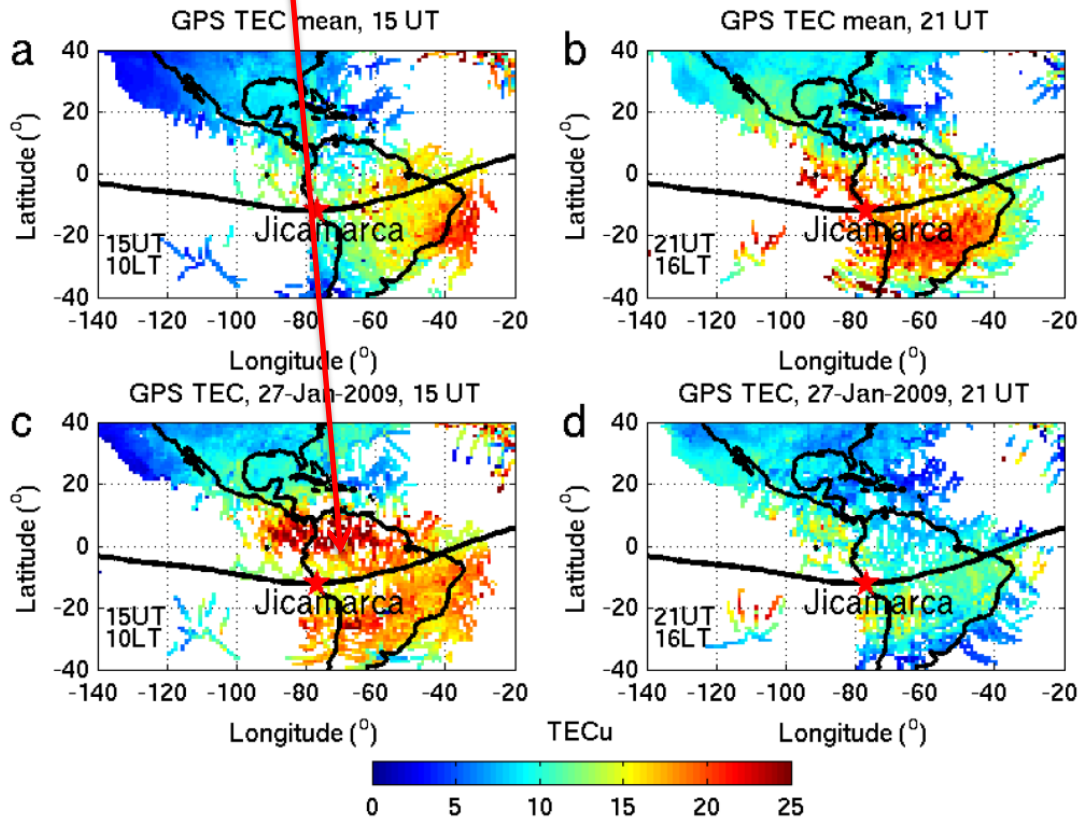 GPS TEC mean, 15 UT
a
40
20
0
-20
-40
Latitude (°)
Jicamarca
15UT
10LT
-140 -120 -100 -80 -60 -40 -20
Longitude (°)
GPS TEC mean, 21 UT
b
40
20
0
-20
-40
Latitude (°)
Jicamarca
21UT
16LT
-140 -120 -100 -80 -60 -40 -20
Longitude (°)
GPS TEC, 27-Jan-2009, 15 UT
c
40
20
0
-20
-40
Latitude (°)
Jicamarca
15UT
10LT
-140 -120 -100 -80 -60 -40 -20
Longitude (°)
GPS TEC, 27-Jan-2009, 21 UT
d
40
20
0
-20
-40
Latitude (°)
Jicamarca
21UT
16LT
-140 -120 -100 -80 -60 -40 -20
Longitude (°)
TECu
0 5 10 15 20 25